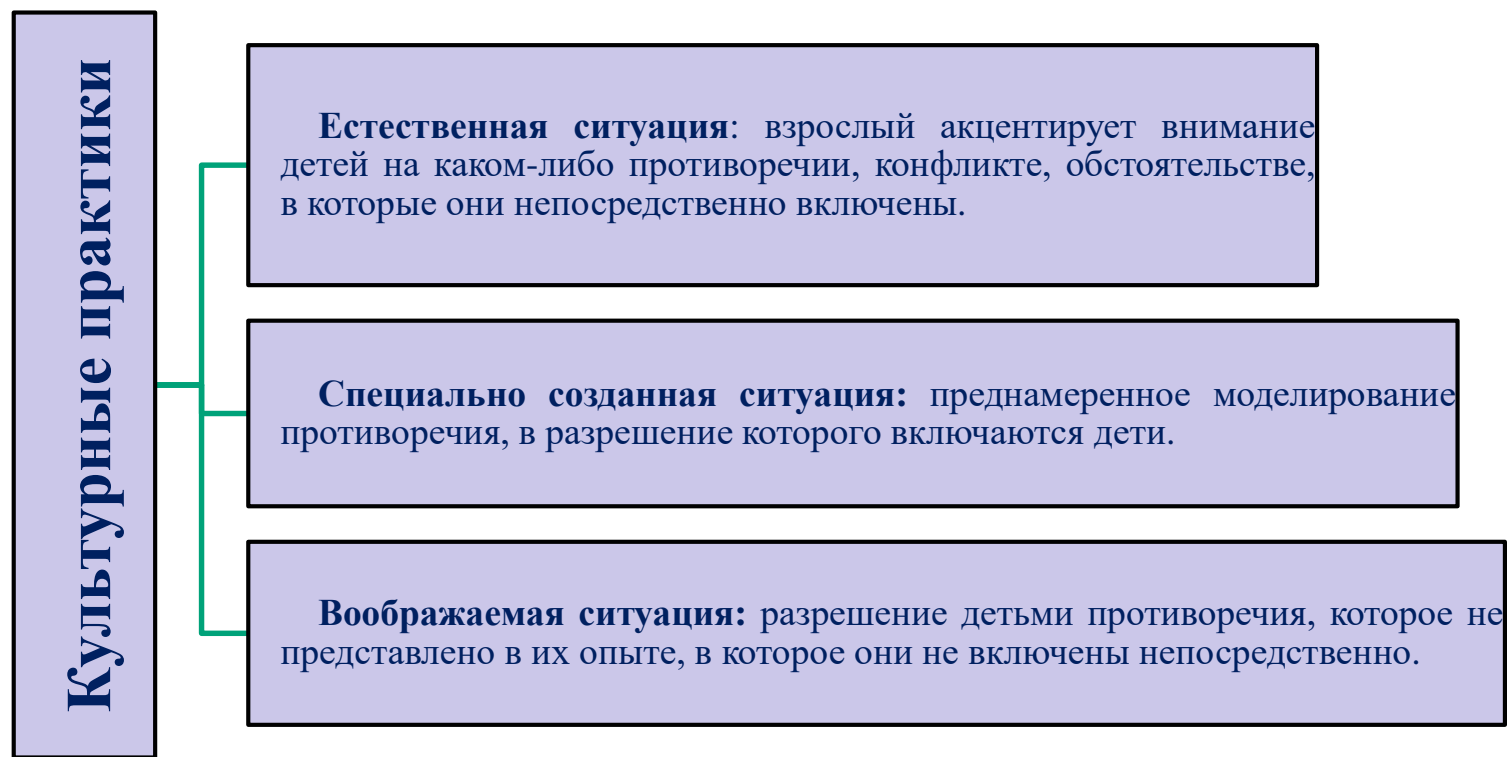 Культурные практики
Естественная ситуация: взрослый акцентирует внимание
детей на каком-либо противоречии, конфликте, обстоятельстве,
в которые они непосредственно включены.
Специально созданная ситуация: преднамеренное моделирование
противоречия, в разрешение которого включаются дети.
Воображаемая ситуация: разрешение детьми противоречия, которое не
представлено в их опыте, в которое они не включены непосредственно.